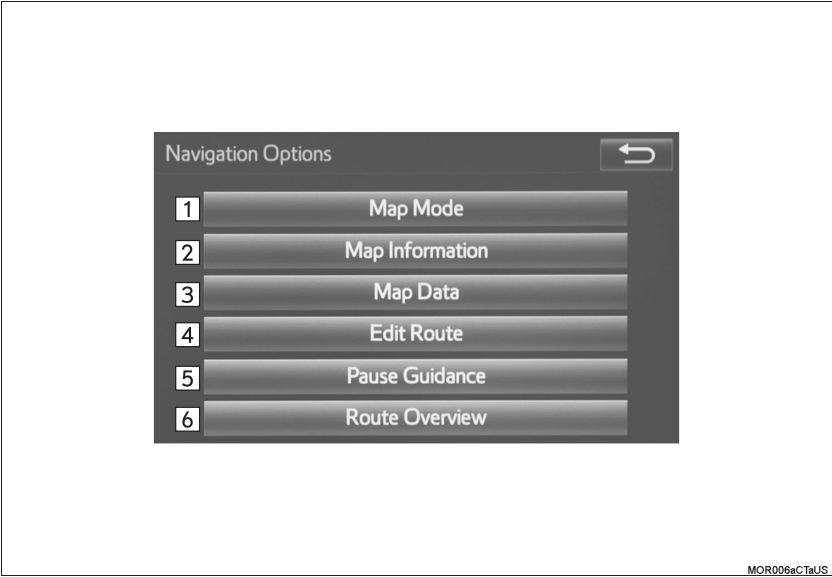 Navigation Options
1 Map Mode
2 Map Information
3 Map Data
4 Edit Route
5 Pause Guidance
6 Route Overview
MOR006aCTaUS